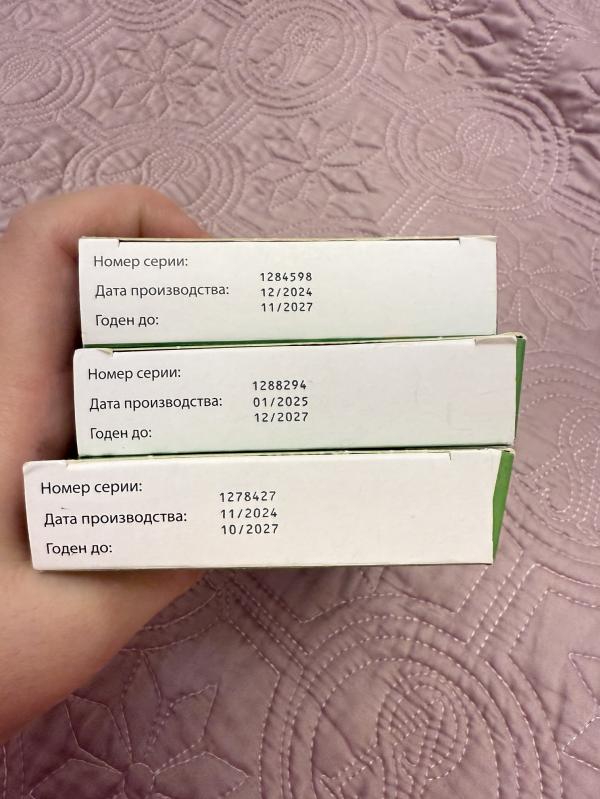 Номер серии:
1284598
Дата производства:
12/2024
Годен до:
11/2027
Номер серии:
1288294
Дата производства:
01/2025
Годен до:
12/2027
Номер серии:
1278427
Дата производства:
11/2024
Годен до:
10/2027